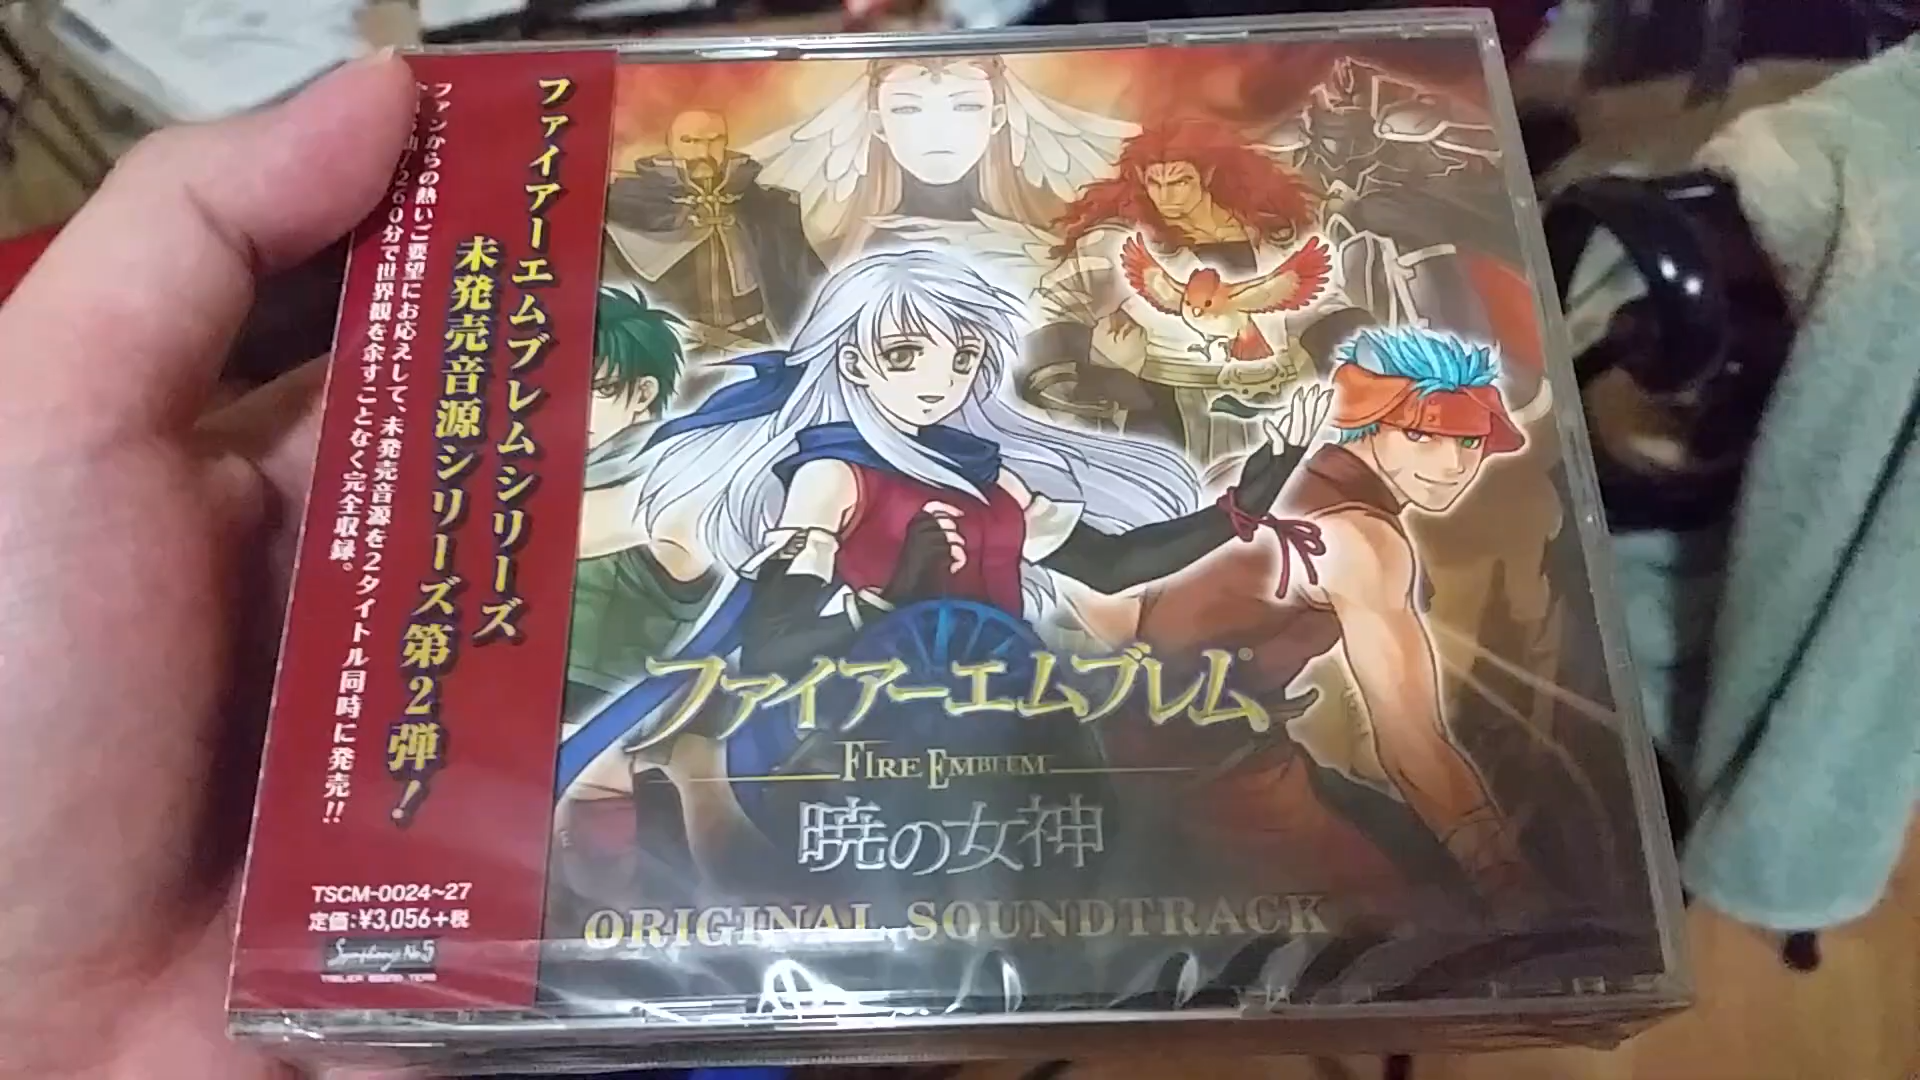 ファイアーエムブレムシリーズ
未発売音源シリーズ第2弾!
ファンからの熱いご要望にお応えして、未発売音源を2タイトル同時に発売!!
260分で世界観を余すことなく完全収録。
TSCM-0024~27
定価:¥3,056+税
Symphony No.5
ファイアーエムブレム®
FIRE EMBLEM
暁の女神
ORIGINAL SOUNDTRACK